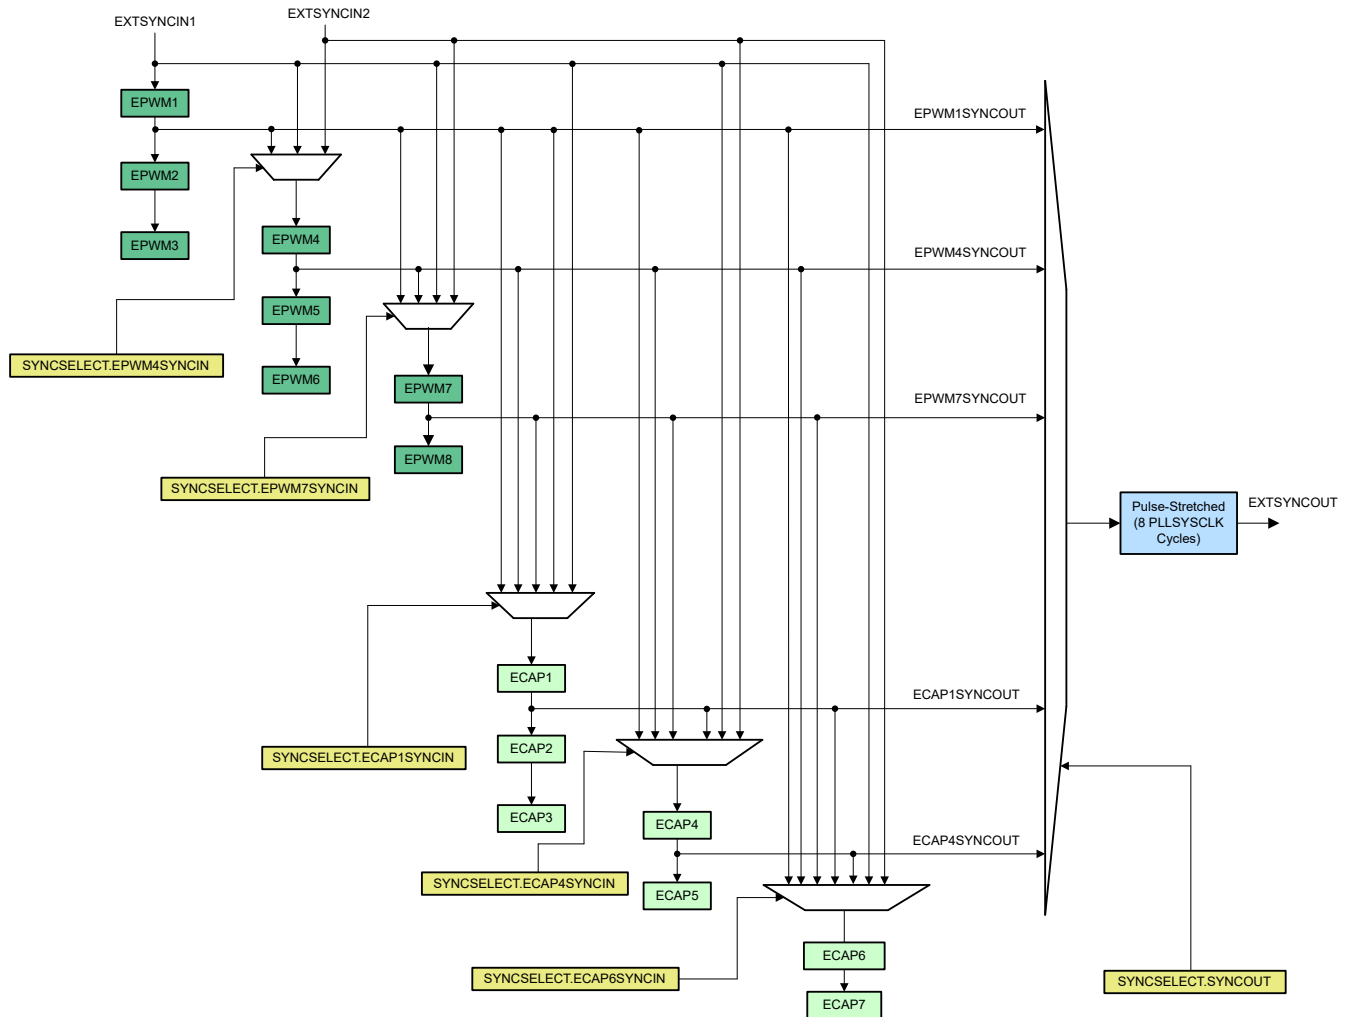 EXTSYNCIN1
EXTSYNCIN2
EPWM1
EPWM1SYNCOUT
EPWM2
EPWM3
EPWM4
EPWM4SYNCOUT
EPWM5
SYNCSELECT.EPWM4SYNCIN
EPWM6
EPWM7
EPWM7SYNCOUT
EPWM8
SYNCSELECT.EPWM7SYNCIN
Pulse-Stretched
(8 PLLSYSCLK
Cycles)
EXTSYNCOUT
ECAP1
ECAP1SYNCOUT
ECAP2
SYNCSELECT.ECAP1SYNCIN
ECAP3
ECAP4
ECAP4SYNCOUT
SYNCSELECT.ECAP4SYNCIN
ECAP5
ECAP6
SYNCSELECT.ECAP6SYNCIN
SYNCSELECT.SYNCOUT
ECAP7